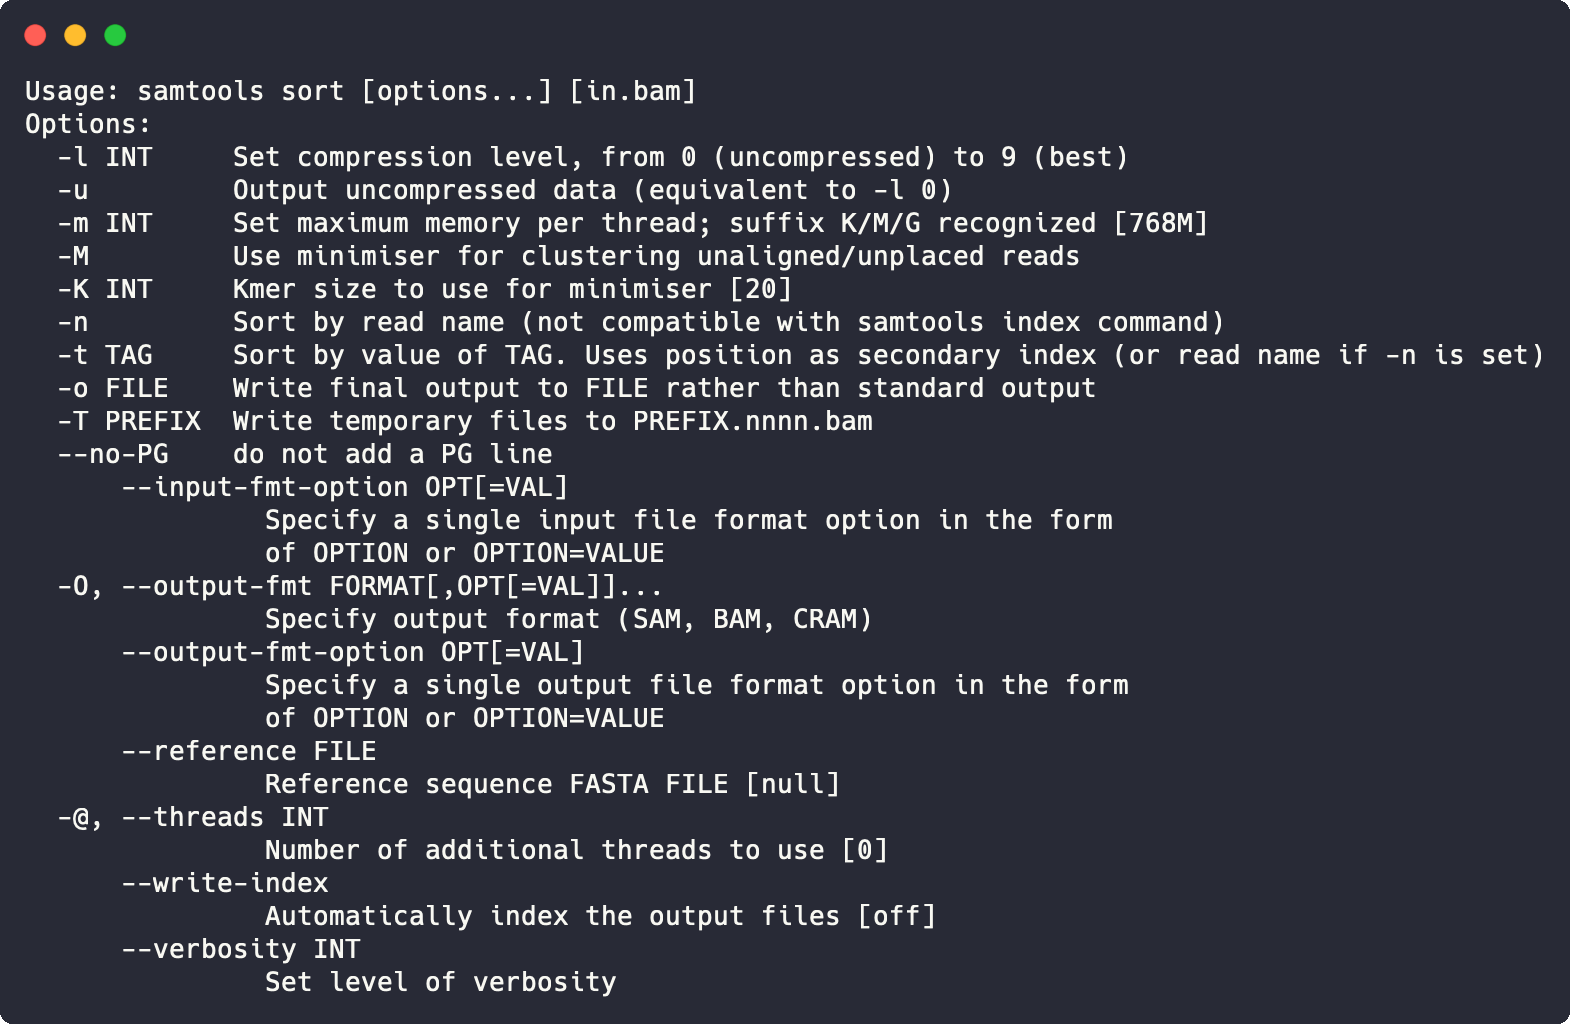 Usage: samtools sort [options...] [in.bam]
Options:
  -l INT     Set compression level, from 0 (uncompressed) to 9 (best)
  -u         Output uncompressed data (equivalent to -l 0)
  -m INT     Set maximum memory per thread; suffix K/M/G recognized [768M]
  -M         Use minimiser for clustering unaligned/unplaced reads
  -K INT     Kmer size to use for minimiser [20]
  -n         Sort by read name (not compatible with samtools index command)
  -t TAG     Sort by value of TAG. Uses position as secondary index (or read name if -n is set)
  -o FILE    Write final output to FILE rather than standard output
  -T PREFIX  Write temporary files to PREFIX.nnnn.bam
  --no-PG    do not add a PG line
      --input-fmt-option OPT[=VAL]
               Specify a single input file format option in the form
               of OPTION or OPTION=VALUE
  -O, --output-fmt FORMAT[,OPT[=VAL]]...
               Specify output format (SAM, BAM, CRAM)
      --output-fmt-option OPT[=VAL]
               Specify a single output file format option in the form
               of OPTION or OPTION=VALUE
      --reference FILE
               Reference sequence FASTA FILE [null]
  -@, --threads INT
               Number of additional threads to use [0]
      --write-index
               Automatically index the output files [off]
      --verbosity INT
               Set level of verbosity